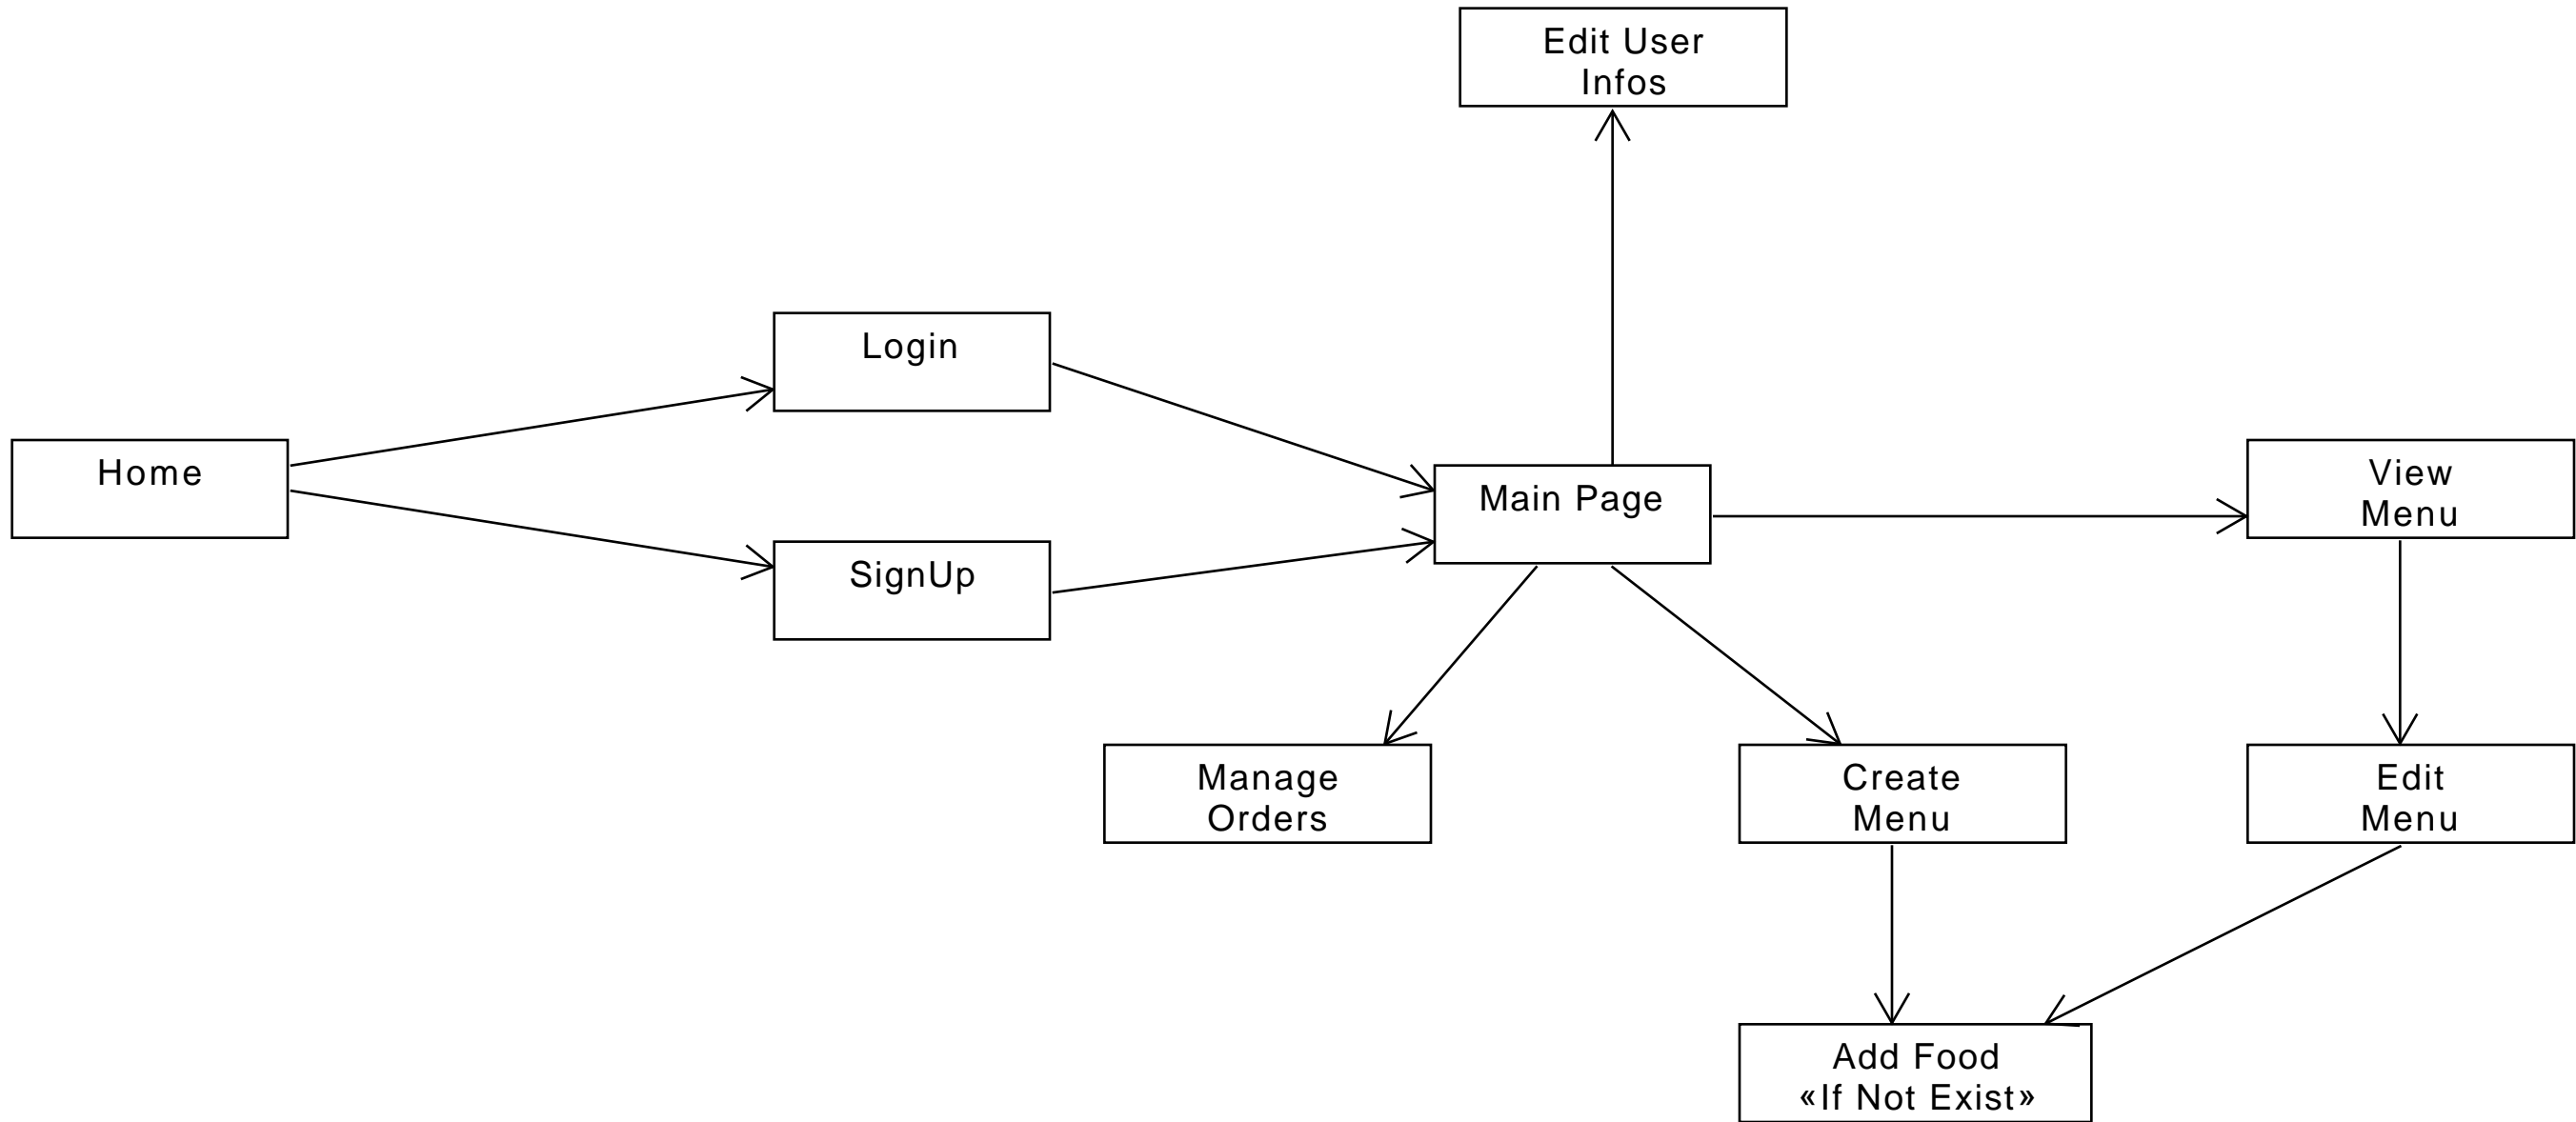 Edit User
Infos
Login
Home
SignUp
Main Page
View
Menu
Manage
Orders
Create
Menu
Edit
Menu
Add Food
«If Not Exist»